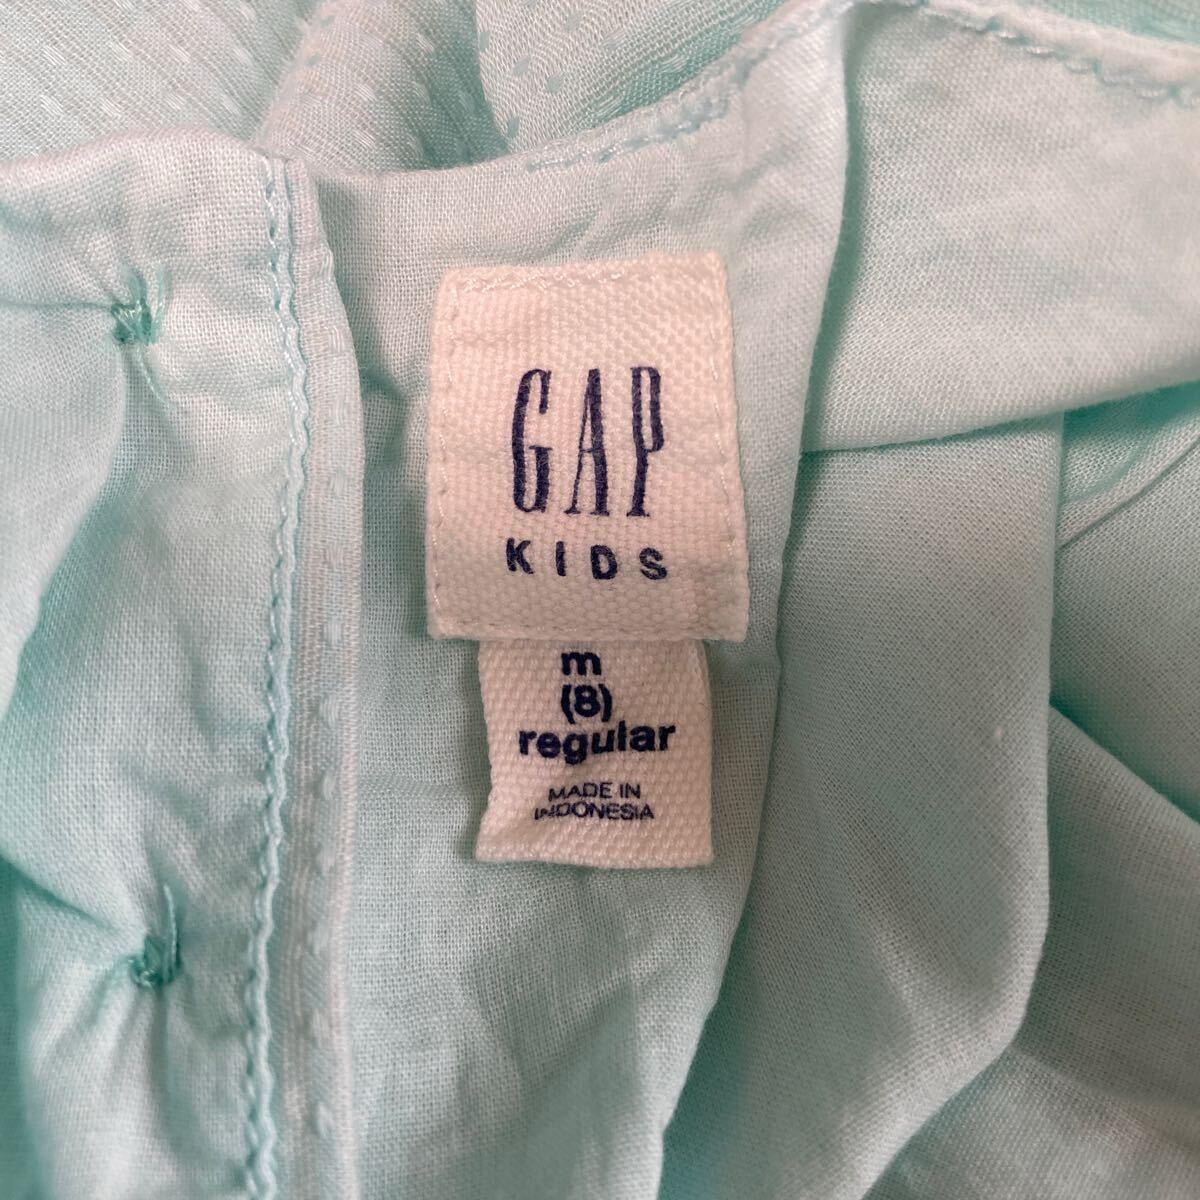 GAP
KIDS
m
(8)
regular
MADE IN
INDONESIA